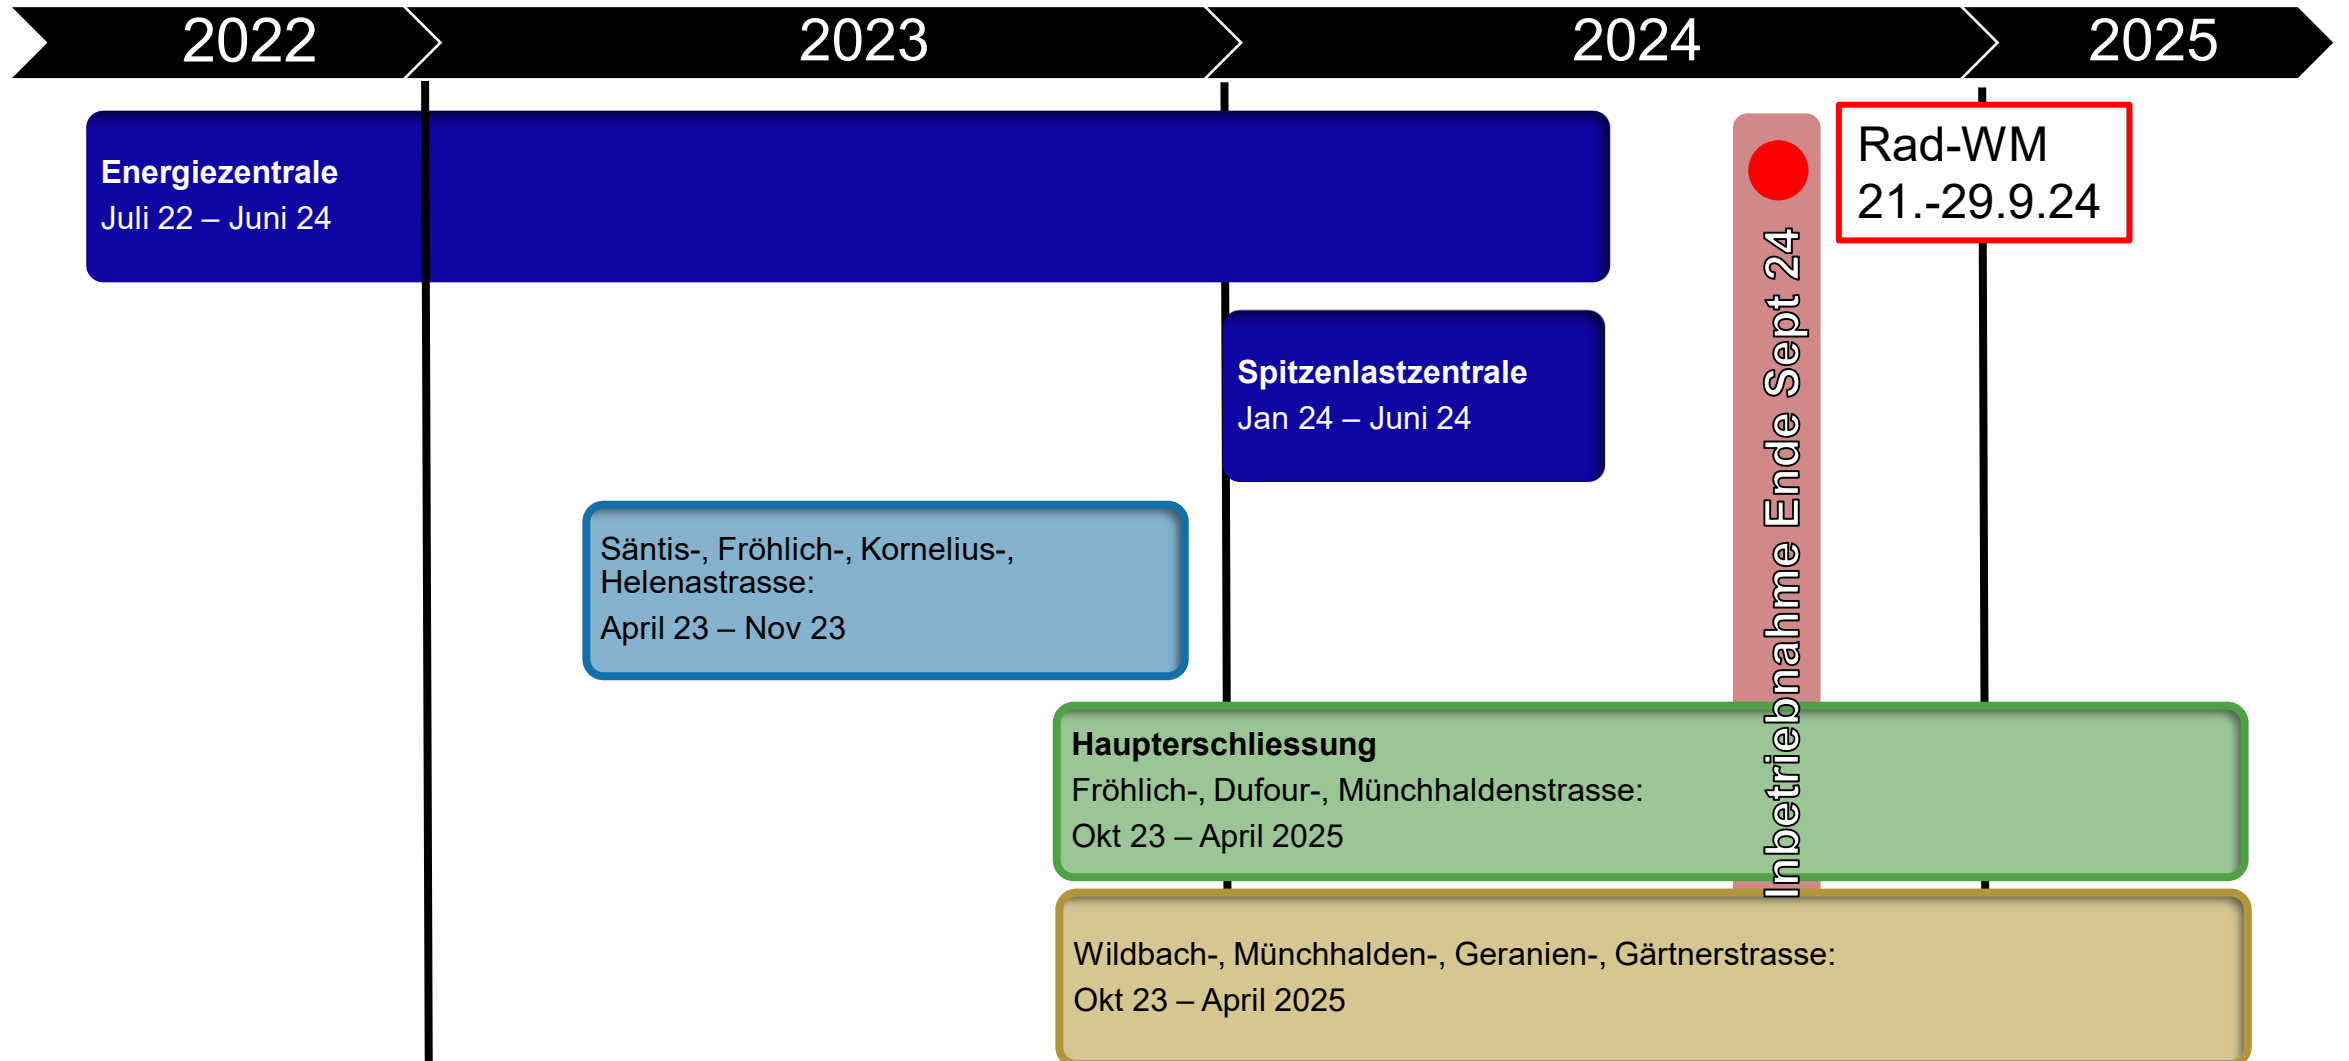 2022
2023
2024
2025
Energiezentrale
Juli 22 – Juni 24
Rad-WM
21.-29.9.24
Inbetriebnahme Ende Sept 24
Spitzenlastzentrale
Jan 24 – Juni 24
Säntis-, Fröhlich-, Kornelius-,
Helenastrasse:
April 23 – Nov 23
Haupterschliessung
Fröhlich-, Dufour-, Münchhaldenstrasse:
Okt 23 – April 2025
Wildbach-, Münchhalden-, Geranien-, Gärtnerstrasse:
Okt 23 – April 2025